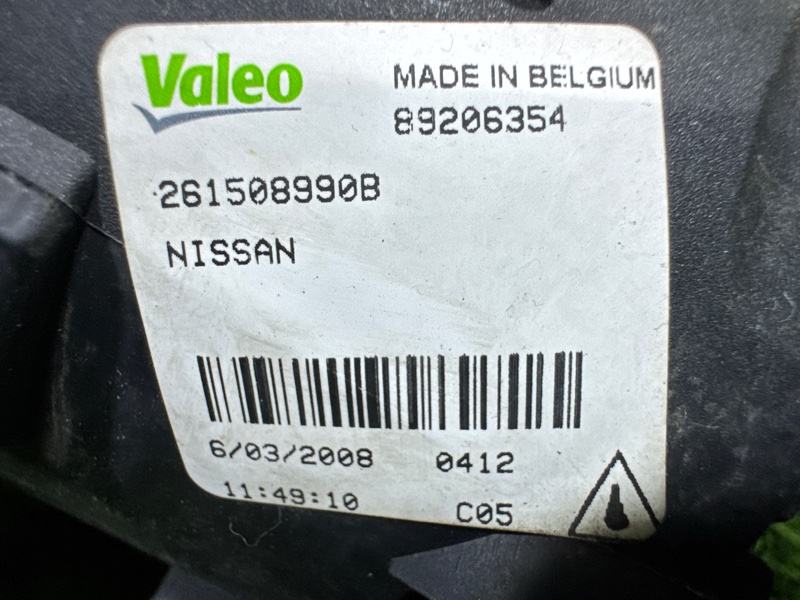 Valeo
MADE IN BELGIUM
89206354
261508990B
NISSAN
6/03/2008 0412
11:49:10 C05